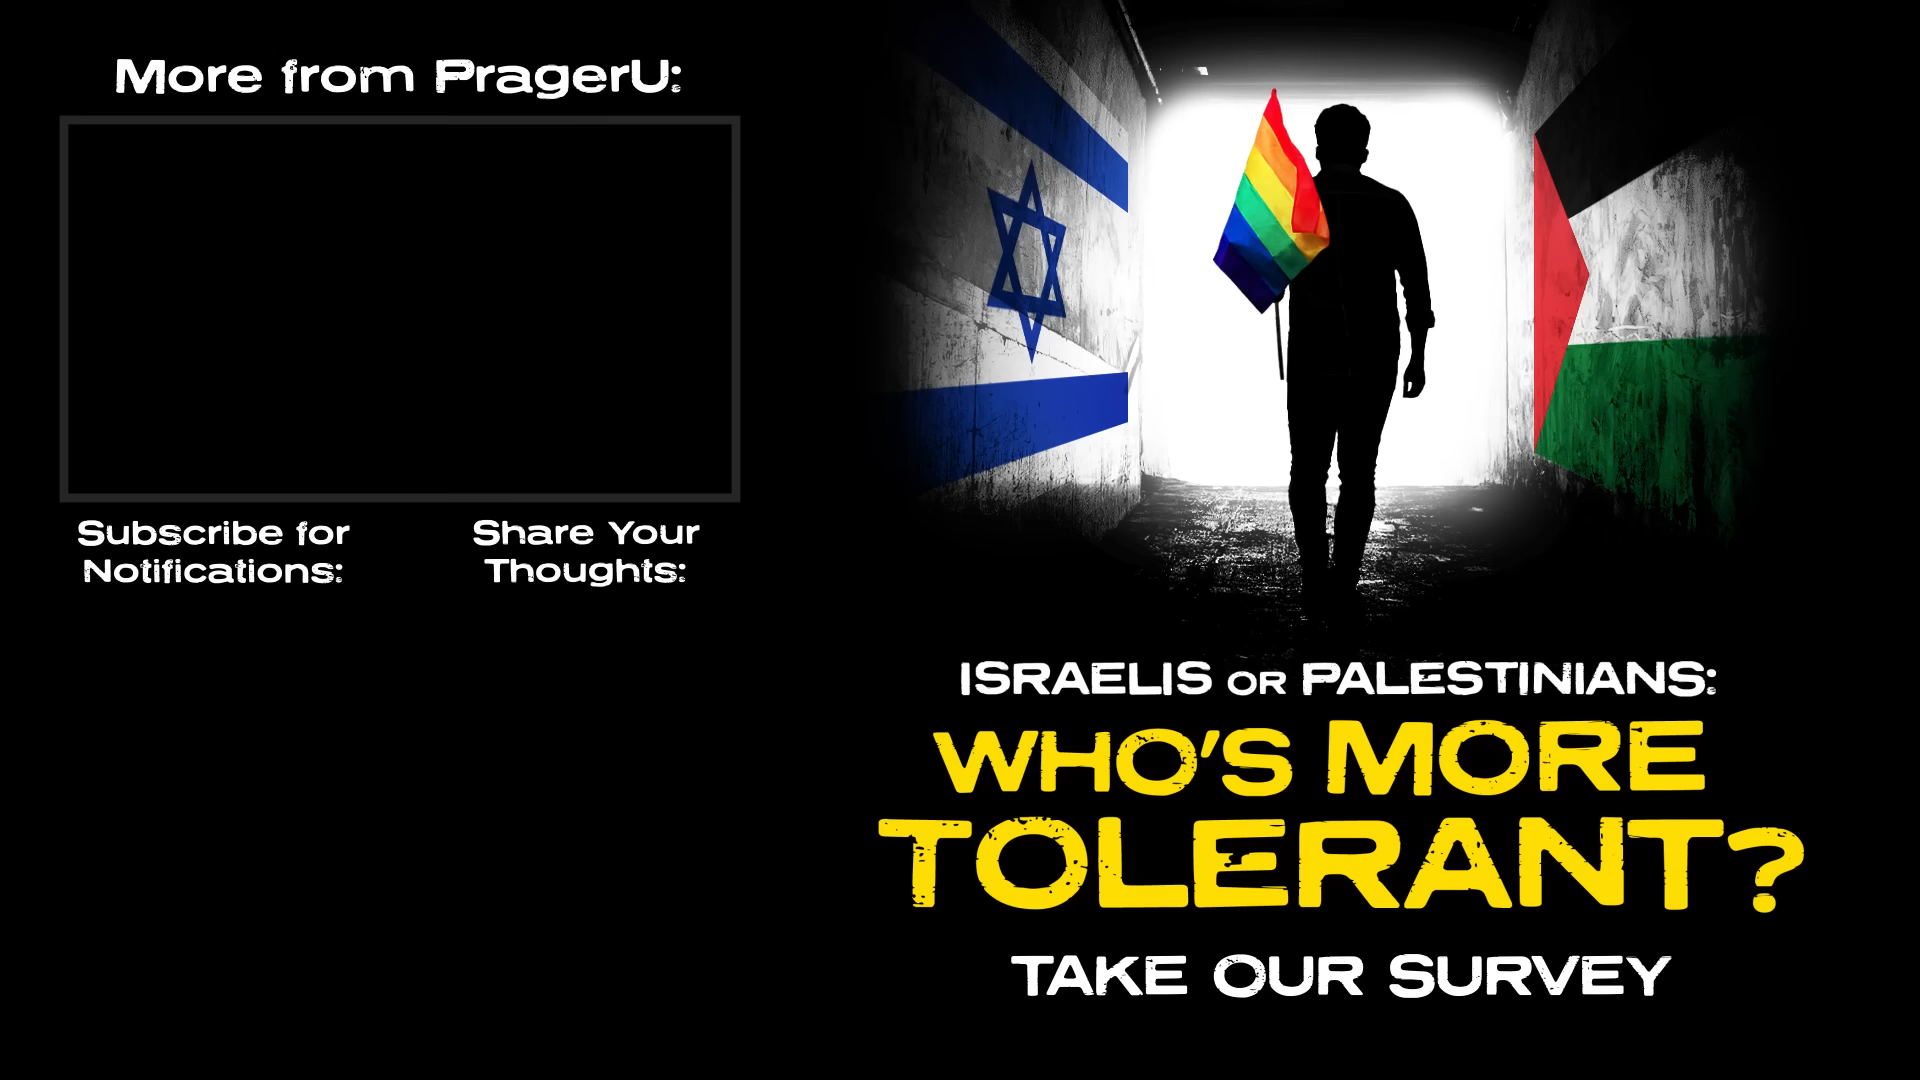 More from PragerU:
Subscribe for
Notifications:
Share Your
Thoughts:
ISRAELIS OR PALESTINIANS:
WHO'S MORE
TOLERANT?
TAKE OUR SURVEY